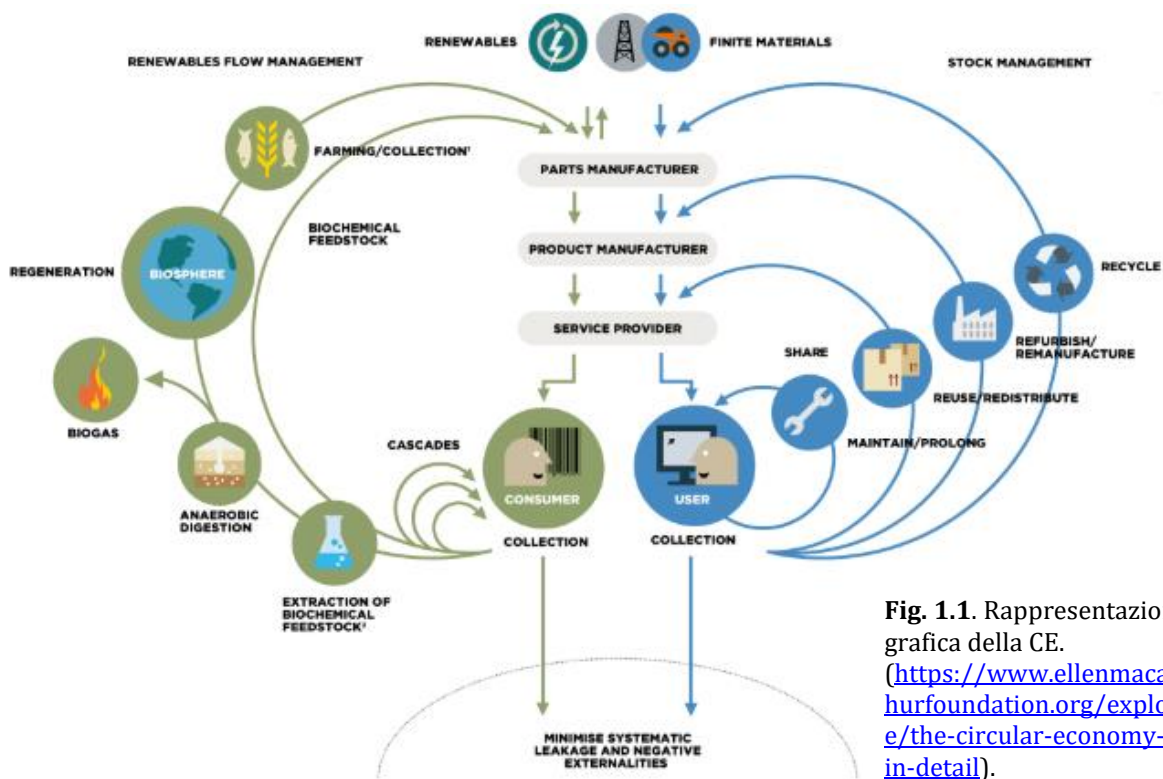 RENEWABLES
FINITE MATERIALS
RENEWABLES FLOW MANAGEMENT
STOCK MANAGEMENT
FARMING/COLLECTION¹
PARTS MANUFACTURER
BIOCHEMICAL
FEEDSTOCK
PRODUCT MANUFACTURER
REGENERATION
BIOSPHERE
RECYCLE
SERVICE PROVIDER
SHARE
REFURBISH/
REMANUFACTURE
REUSE/REDISTRIBUTE
BIOGAS
CASCADES
MAINTAIN/PROLONG
CONSUMER
USER
ANAEROBIC
DIGESTION
COLLECTION
COLLECTION
EXTRACTION OF
BIOCHEMICAL
FEEDSTOCK²
Fig. 1.1. Rappresentazio
grafica della CE.
(https://www.ellenmaca
hurfoundation.org/explo
e/the-circular-economy-
in-detail).
MINIMISE SYSTEMATIC
LEAKAGE AND NEGATIVE
EXTERNALITIES